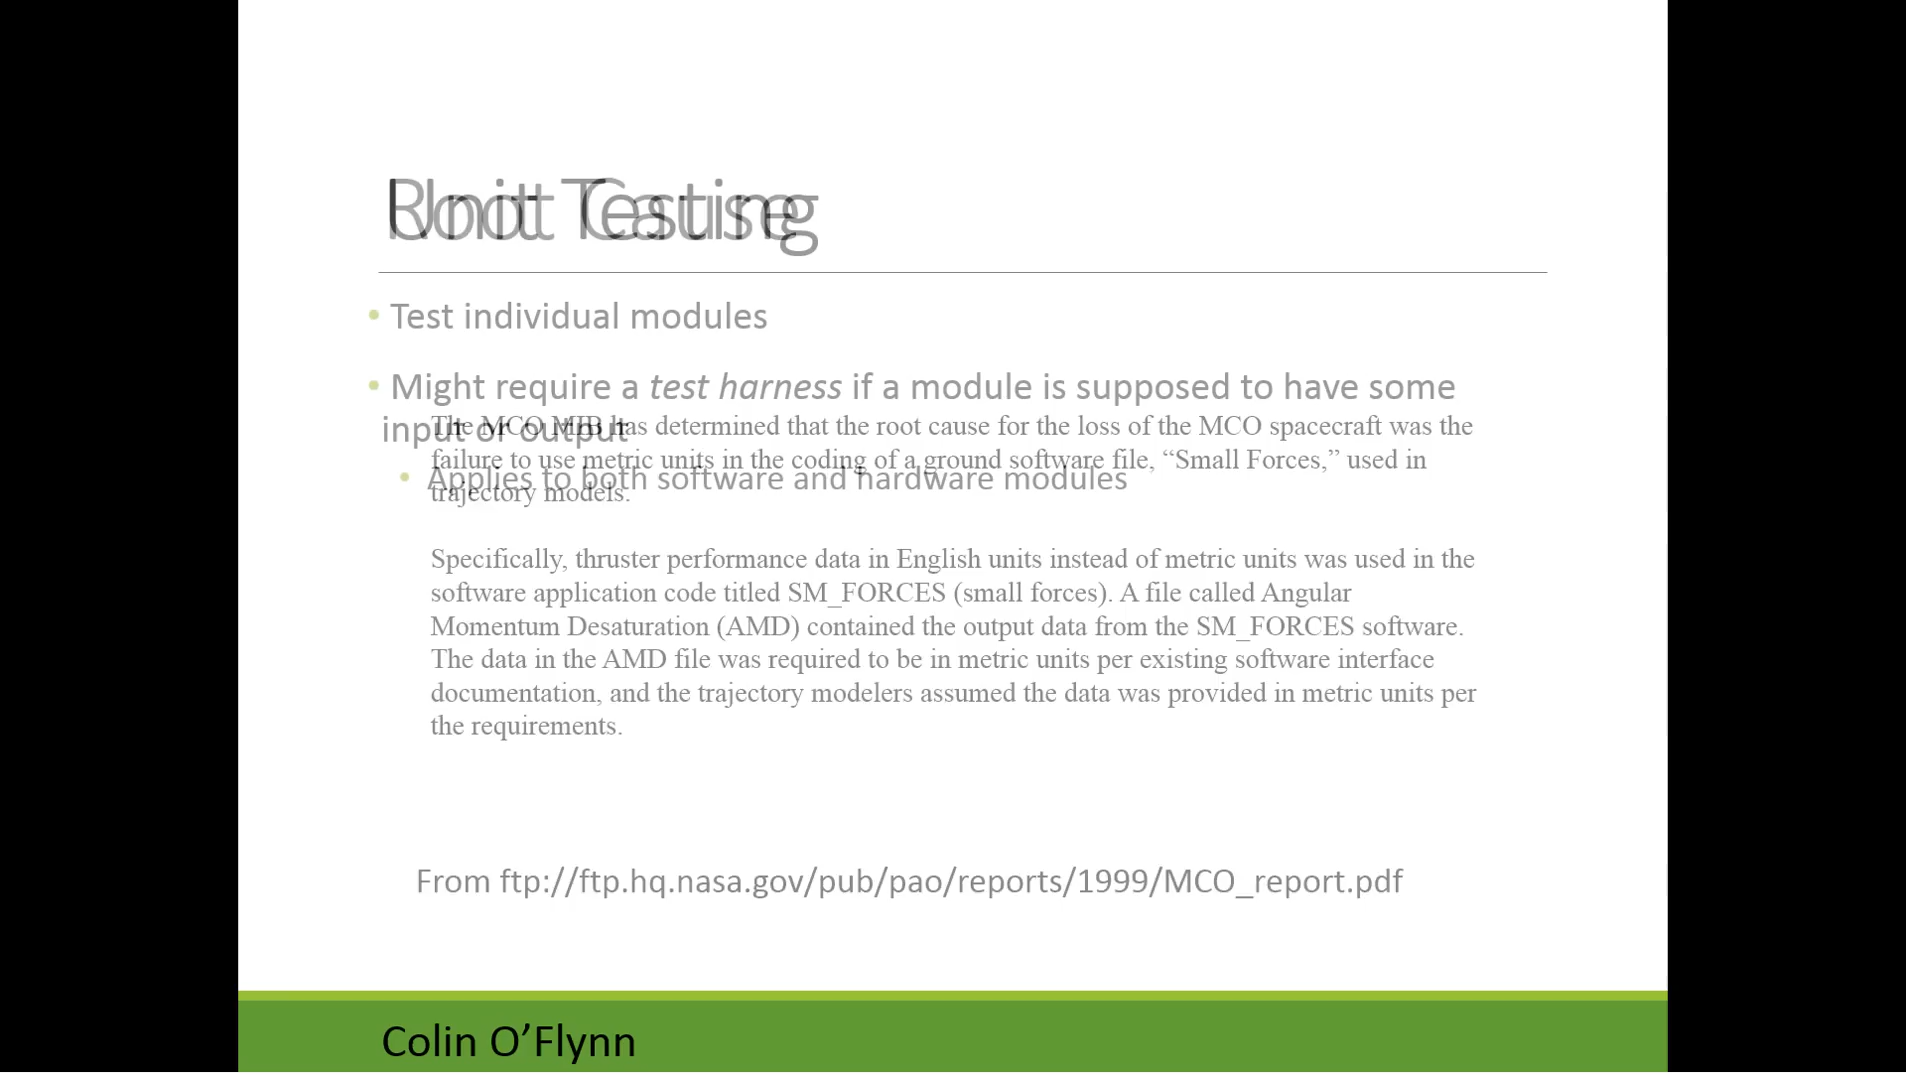 Unit Testing
Root Cause
• Test individual modules
• Might require a test harness if a module is supposed to have some
input or output
• Applies to both software and hardware modules
The MCO MIB has determined that the root cause for the loss of the MCO spacecraft was the
failure to use metric units in the coding of a ground software file, “Small Forces,” used in
trajectory models.
Specifically, thruster performance data in English units instead of metric units was used in the
software application code titled SM_FORCES (small forces). A file called Angular
Momentum Desaturation (AMD) contained the output data from the SM_FORCES software.
The data in the AMD file was required to be in metric units per existing software interface
documentation, and the trajectory modelers assumed the data was provided in metric units per
the requirements.
From ftp://ftp.hq.nasa.gov/pub/pao/reports/1999/MCO_report.pdf
Colin O’Flynn